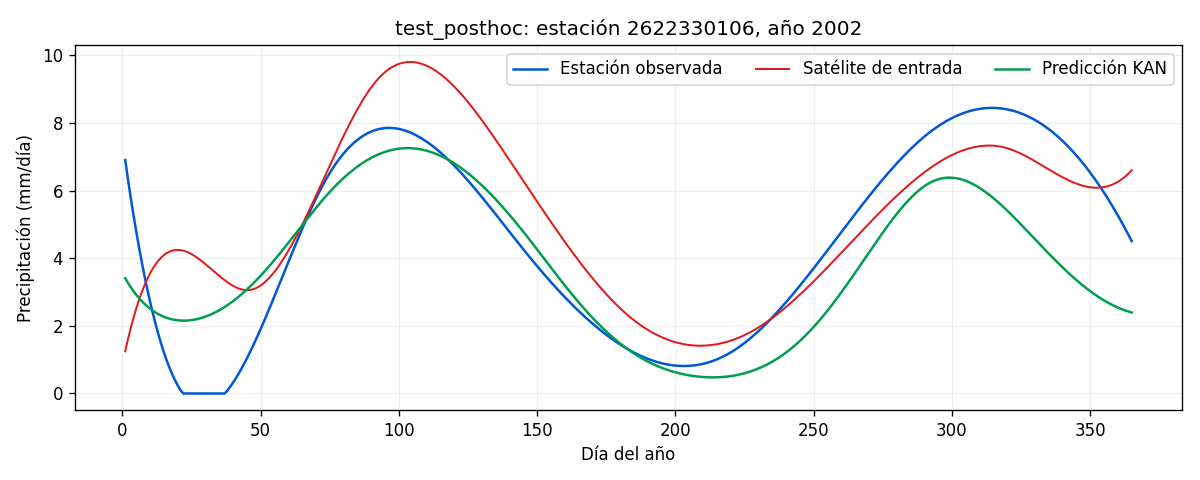 test_posthoc: estación 2622330106, año 2002
Estación observada
Satélite de entrada
Predicción KAN
Precipitación (mm/día)
10
8
6
4
2
0
0 50 100 150 200 250 300 350
Día del año